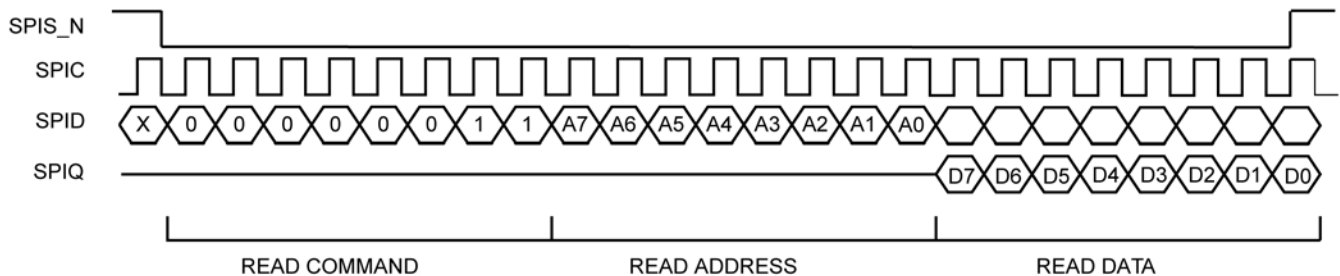 SPIS_N
SPIC
SPID X 0 0 0 0 0 0 1 1 A7 A6 A5 A4 A3 A2 A1 A0
SPIQ D7 D6 D5 D4 D3 D2 D1 D0
READ COMMAND READ ADDRESS READ DATA